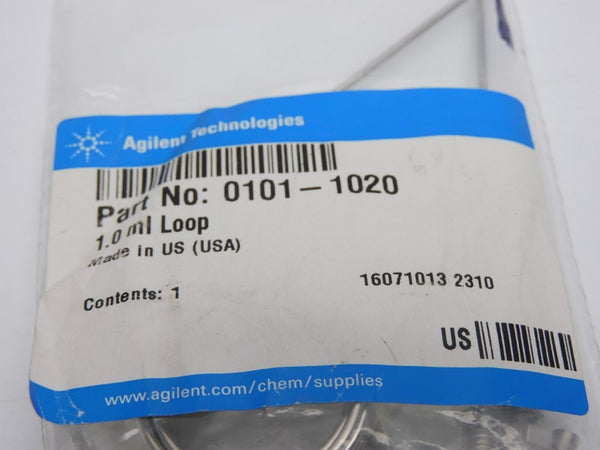 Agilent Technologies
Part No: 0101-1020
1.0 ml Loop
Made in US (USA)
Contents: 1
16071013 2310
US
www.agilent.com/chem/supplies